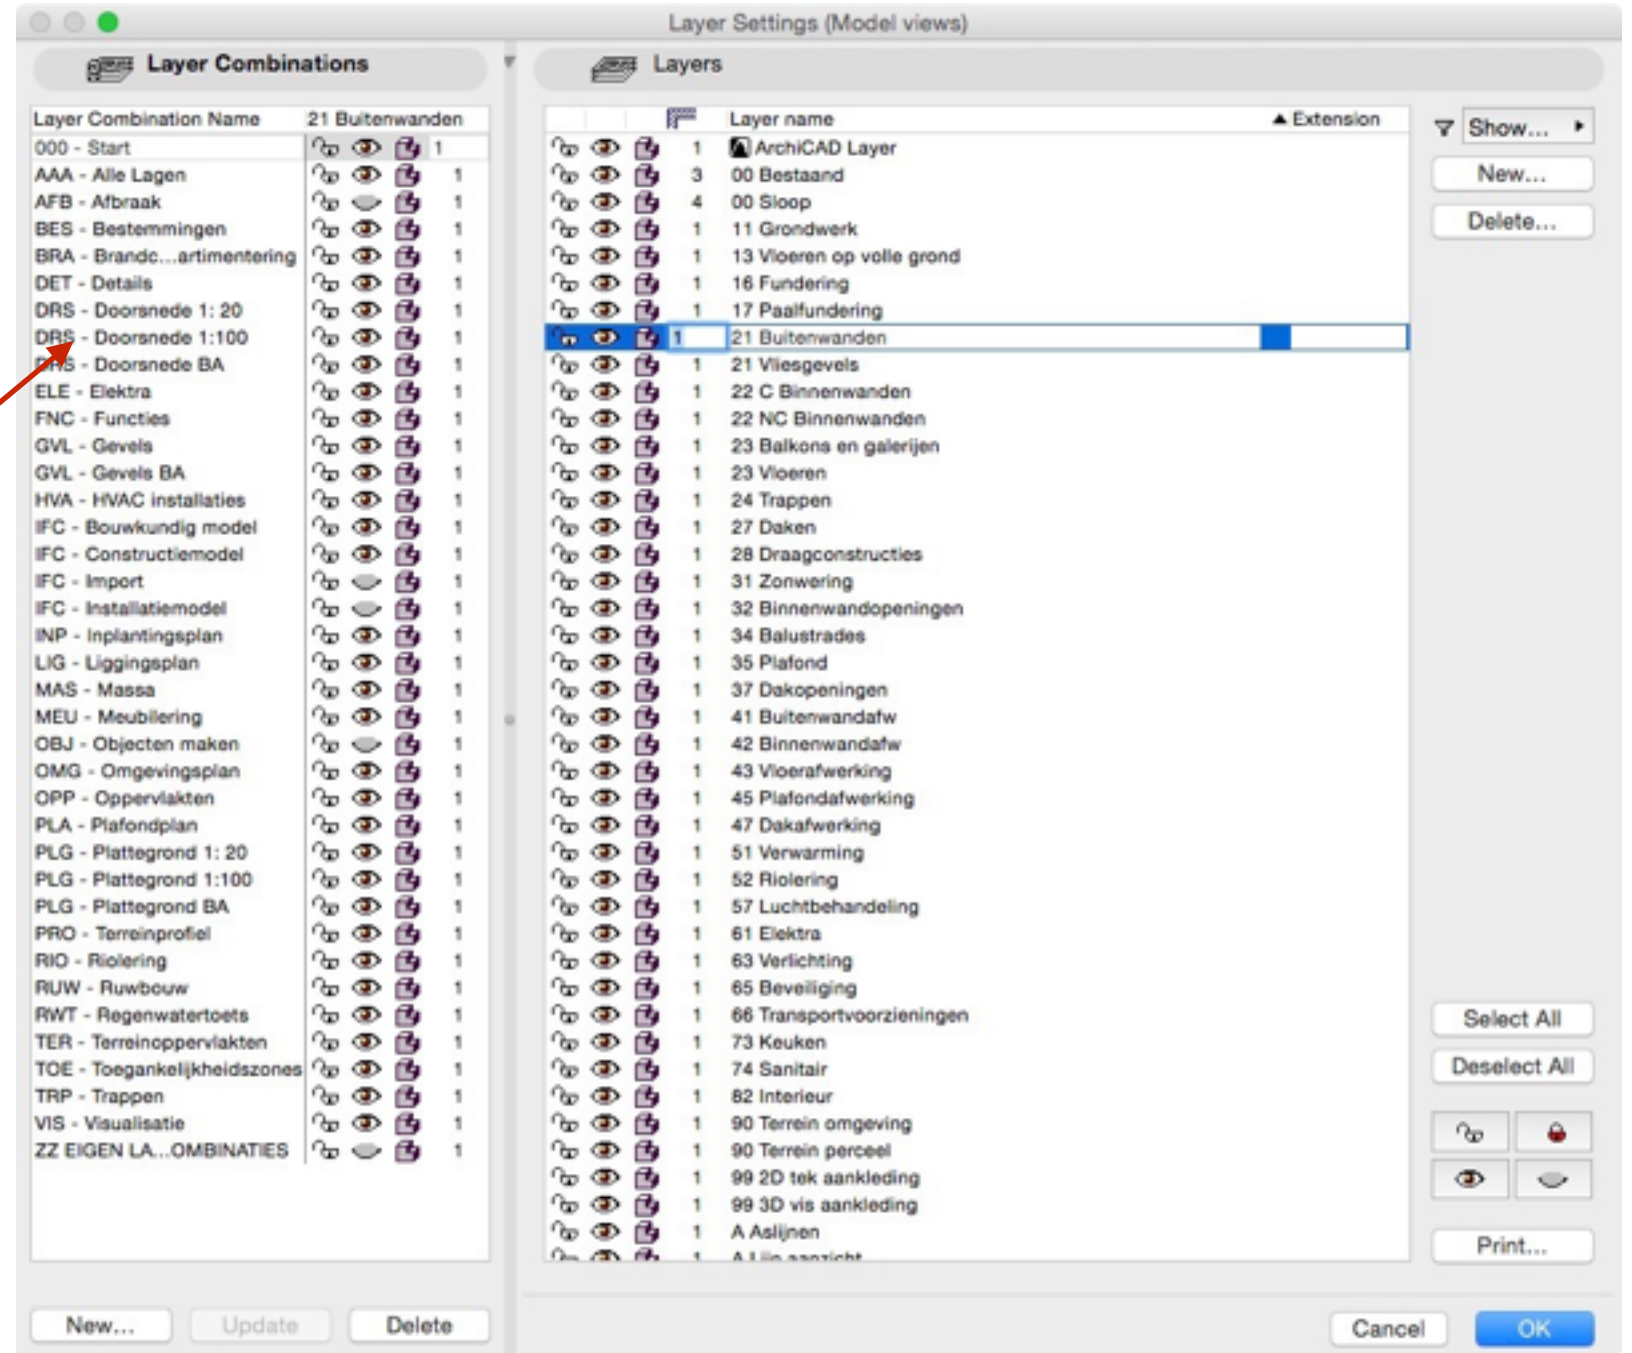 Layer Settings (Model views)
Layer Combinations
Layer Combination Name 21 Buitenwanden
000 - Start 1
AAA - Alle Lagen 1
AFB - Afbraak 1
BES - Bestemmingen 1
BRA - Brandc...artimentering 1
DET - Details 1
DRS - Doorsnede 1: 20 1
DRS - Doorsnede 1:100 1
DRS - Doorsnede BA 1
ELE - Elektra 1
FNC - Functies 1
GVL - Gevels 1
GVL - Gevels BA 1
HVA - HVAC installaties 1
IFC - Bouwkundig model 1
IFC - Constructiemodel 1
IFC - Import 1
IFC - Installatiemodel 1
INP - Inplantingsplan 1
LIG - Liggingsplan 1
MAS - Massa 1
MEU - Meubilering 1
OBJ - Objecten maken 1
OMG - Omgevingsplan 1
OPP - Oppervlakten 1
PLA - Plafondplan 1
PLG - Plattegrond 1: 20 1
PLG - Plattegrond 1:100 1
PLG - Plattegrond BA 1
PRO - Terreinprofiel 1
RIO - Riolering 1
RUW - Ruwbouw 1
RWT - Regenwatertoets 1
TER - Terreinoppervlakten 1
TOE - Toegankelijkheidszones 1
TRP - Trappen 1
VIS - Visualisatie 1
ZZ EIGEN LA...OMBINATIES 1
New... Update Delete
Layers
Layer name ▲ Extension
1 ArchiCAD Layer
3 00 Bestaand
4 00 Sloop
1 11 Grondwerk
1 13 Vloeren op volle grond
1 16 Fundering
1 17 Paalfundering
1 21 Buitenwanden
1 21 Vliesgevels
1 22 C Binnenwanden
1 22 NC Binnenwanden
1 23 Balkons en galerijen
1 23 Vloeren
1 24 Trappen
1 27 Daken
1 28 Draagconstructies
1 31 Zonwering
1 32 Binnenwandopeningen
1 34 Balustrades
1 35 Plafond
1 37 Dakopeningen
1 41 Buitenwandafw
1 42 Binnenwandafw
1 43 Vloerafwerking
1 45 Plafondafwerking
1 47 Dakafwerking
1 51 Verwarming
1 52 Riolering
1 57 Luchtbehandeling
1 61 Elektra
1 63 Verlichting
1 65 Beveiliging
1 66 Transportvoorzieningen
1 73 Keuken
1 74 Sanitair
1 82 Interieur
1 90 Terrein omgeving
1 90 Terrein perceel
1 99 2D tek aankleding
1 99 3D vis aankleding
1 A Aslijnen
1 A Lijn aanzicht
Show...
New...
Delete...
Select All
Deselect All
Print...
Cancel OK